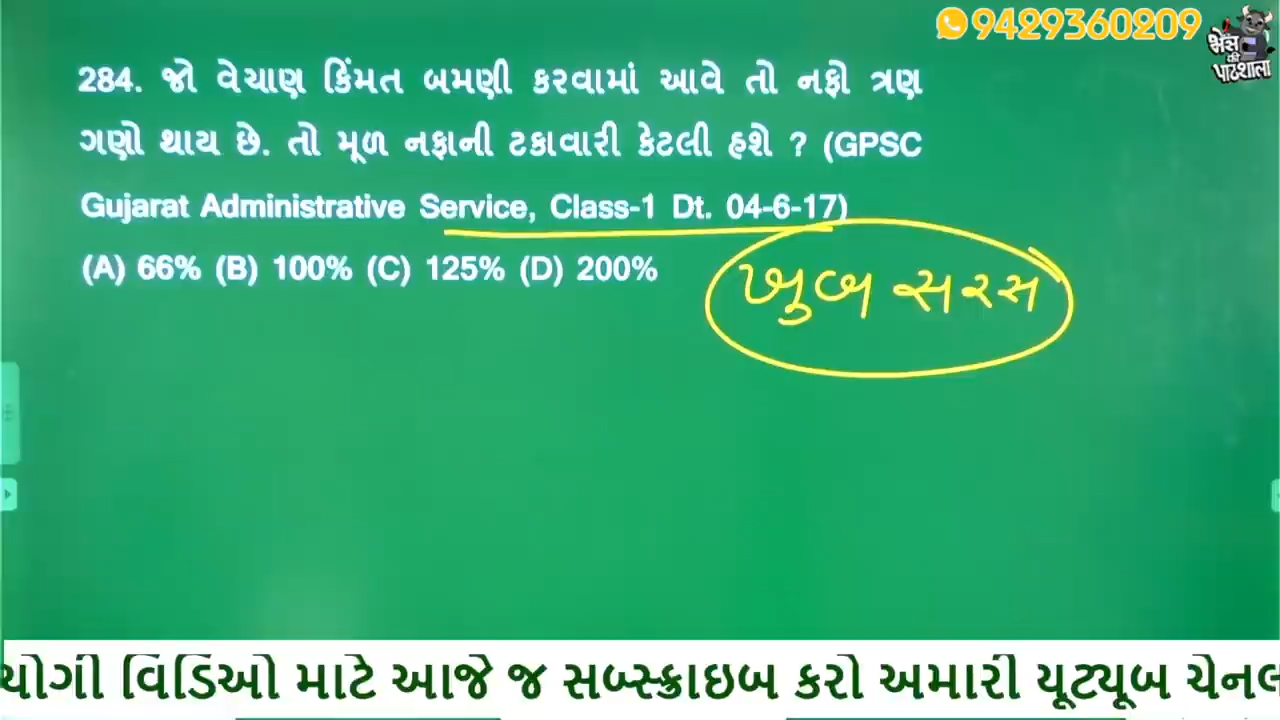 9429360209
ભેંસ
કી
પાઠશાલા
284. જો વેચાણ કિંમત બમણી કરવામાં આવે તો નફો ત્રણ
ગણો થાય છે. તો મૂળ નફાની ટકાવારી કેટલી હશે ? (GPSC
Gujarat Administrative Service, Class-1 Dt. 04-6-17)
(A) 66% (B) 100% (C) 125% (D) 200%
ખુબ સરસ
યોગી વિડિઓ માટે આજે જ સબ્સ્ક્રાઇબ કરો અમારી યૂટ્યૂબ ચેનલ